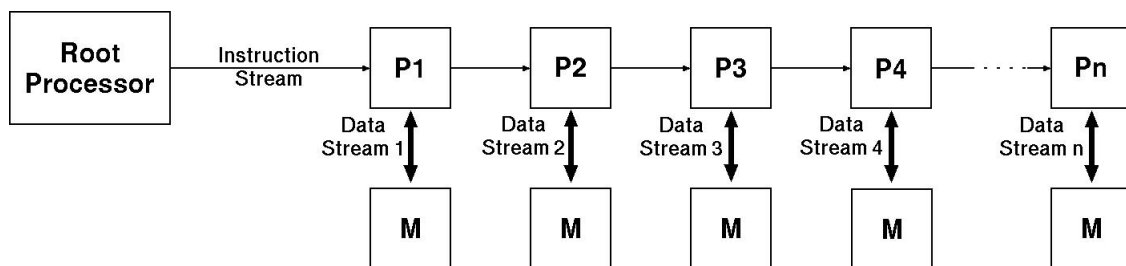 Root
Processor
Instruction
Stream
P1
P2
P3
P4
Pn
Data
Stream 1
Data
Stream 2
Data
Stream 3
Data
Stream 4
Data
Stream n
M
M
M
M
M